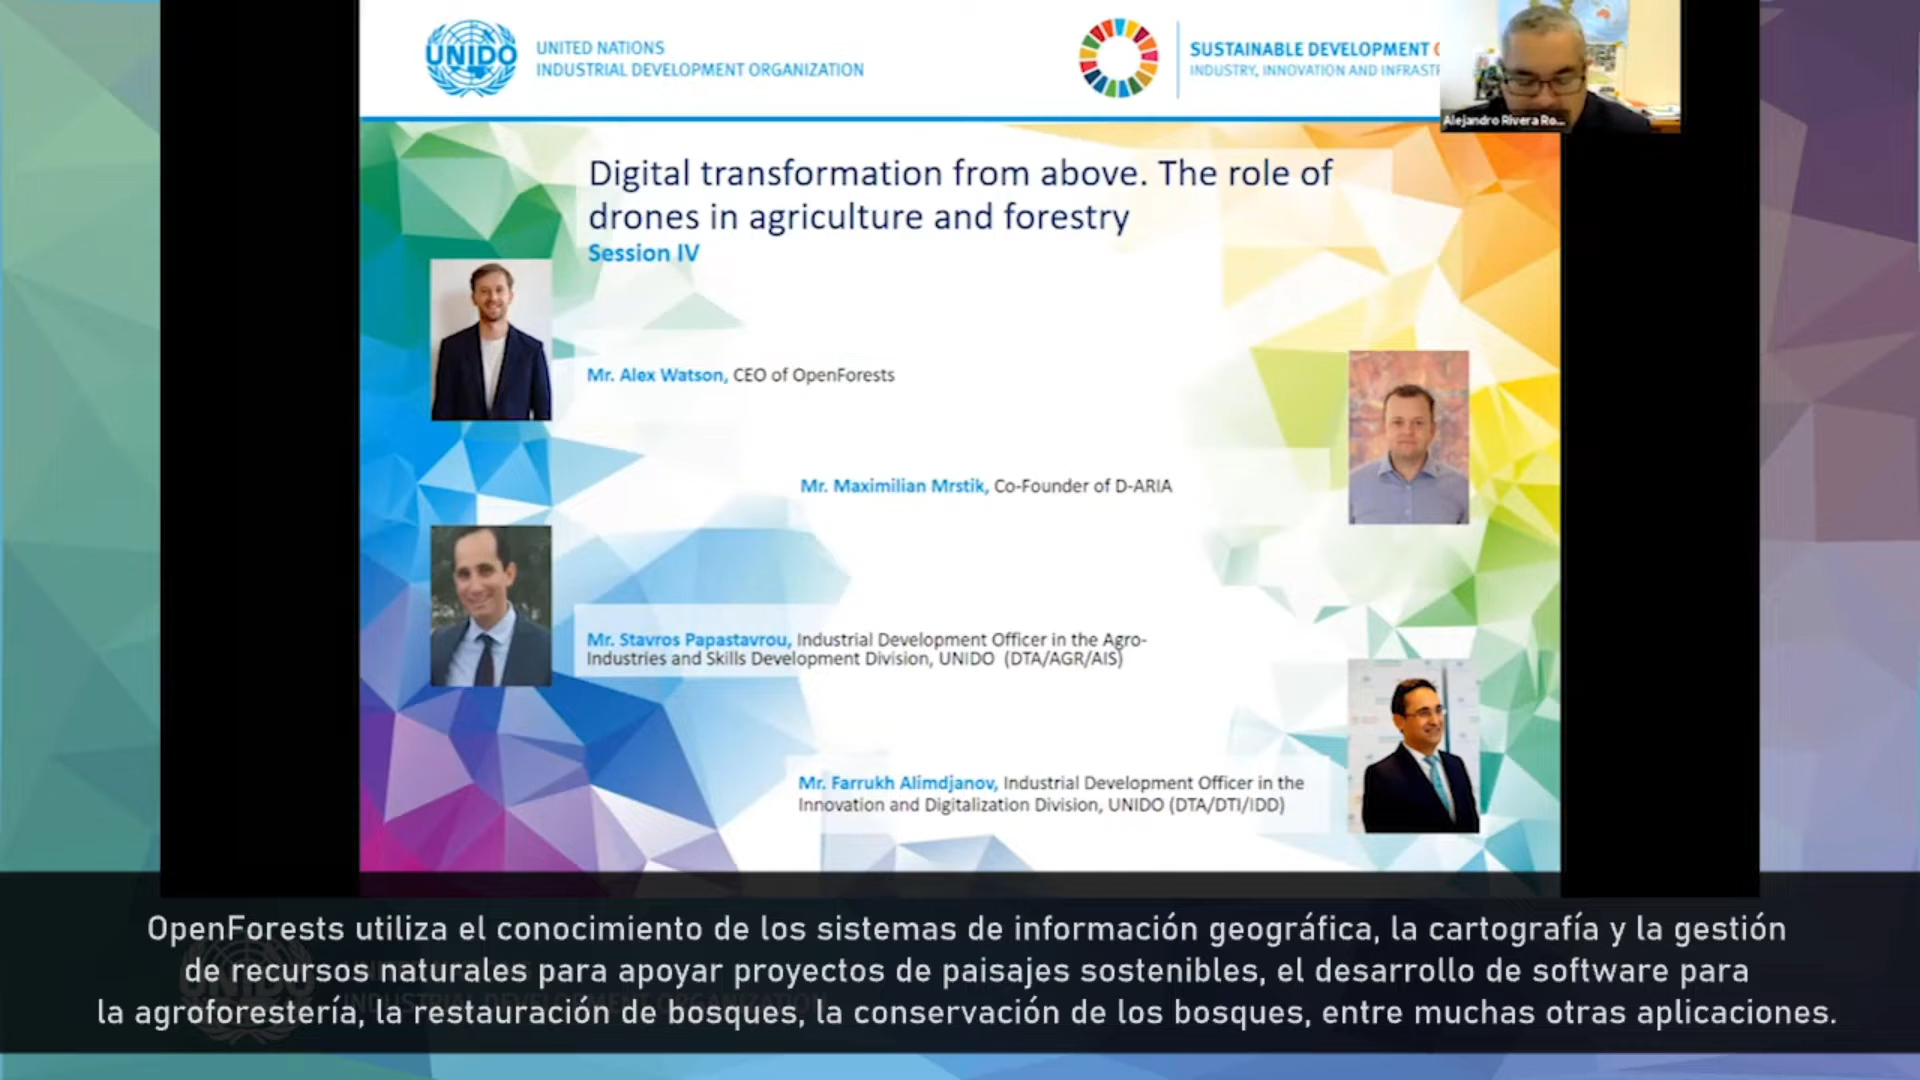 UNIDO
UNITED NATIONS
INDUSTRIAL DEVELOPMENT ORGANIZATION
SUSTAINABLE DEVELOPMENT
INDUSTRY, INNOVATION AND
Alejandro Rivera Ro...
Digital transformation from above. The role of
drones in agriculture and forestry
Session IV
Mr. Alex Watson, CEO of OpenForests
Mr. Maximilian Mrstik, Co-Founder of D-ARIA
Mr. Stavros Papastavrou, Industrial Development Officer in the Agro-
Industries and Skills Development Division, UNIDO (DTA/AGR/AIS)
Mr. Farrukh Alimdjanov, Industrial Development Officer in the
Innovation and Digitalization Division, UNIDO (DTA/DTI/IDD)
OpenForests utiliza el conocimiento de los sistemas de información geográfica, la cartografía y la gestión
de recursos naturales para apoyar proyectos de paisajes sostenibles, el desarrollo de software para
la agroforestería, la restauración de bosques, la conservación de los bosques, entre muchas otras aplicaciones.